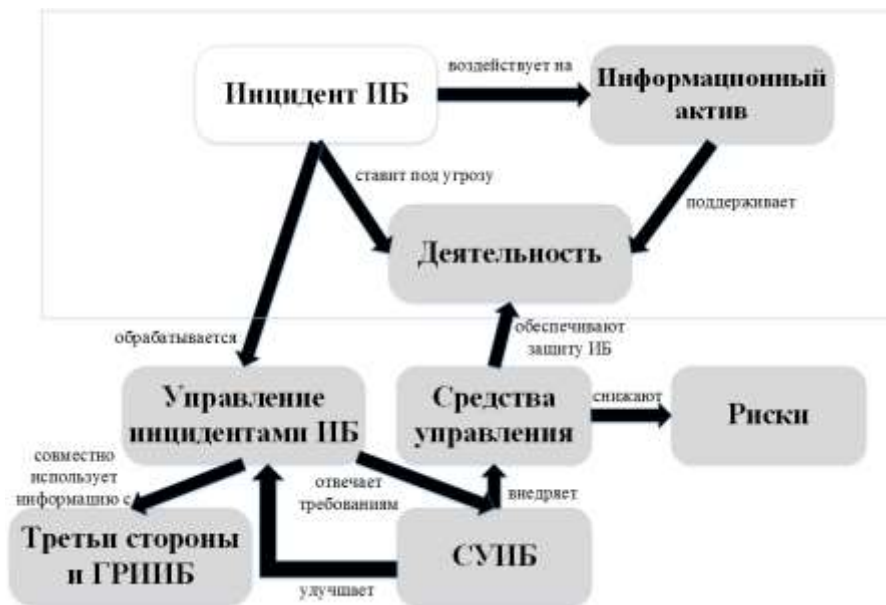 воздействует на
Инцидент ИБ
Информационный
актив
ставит под угрозу
поддерживает
Деятельность
обрабатывается
обеспечивают
защиту ИБ
Управление
инцидентами ИБ
Средства
управления
снижают
Риски
совместно
использует
информацию с
отвечает
требованиям
внедряет
Третьи стороны
и ГРИИБ
СУИБ
улучшает